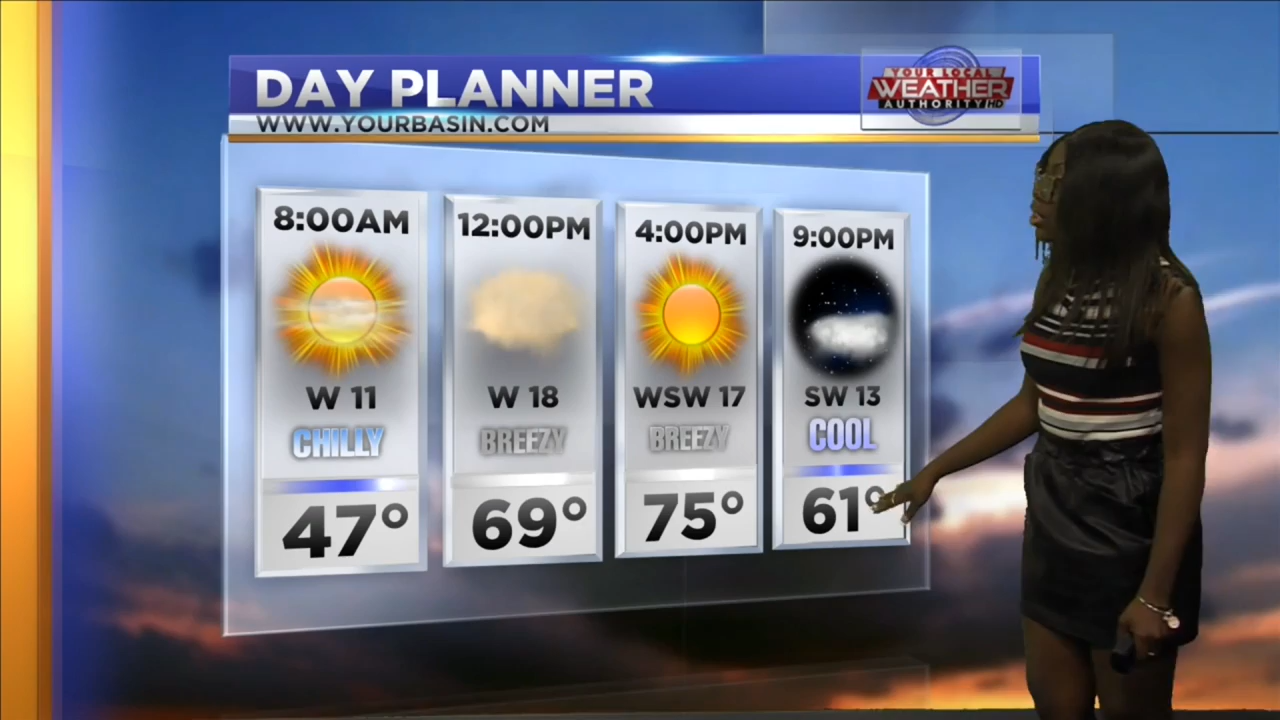 DAY PLANNER
WWW.YOURBASIN.COM
YOUR LOCAL
WEATHER
AUTHORITY HD
8:00AM
W 11
CHILLY
47°
12:00PM
W 18
BREEZY
69°
4:00PM
WSW 17
BREEZY
75°
9:00PM
SW 13
COOL
61°